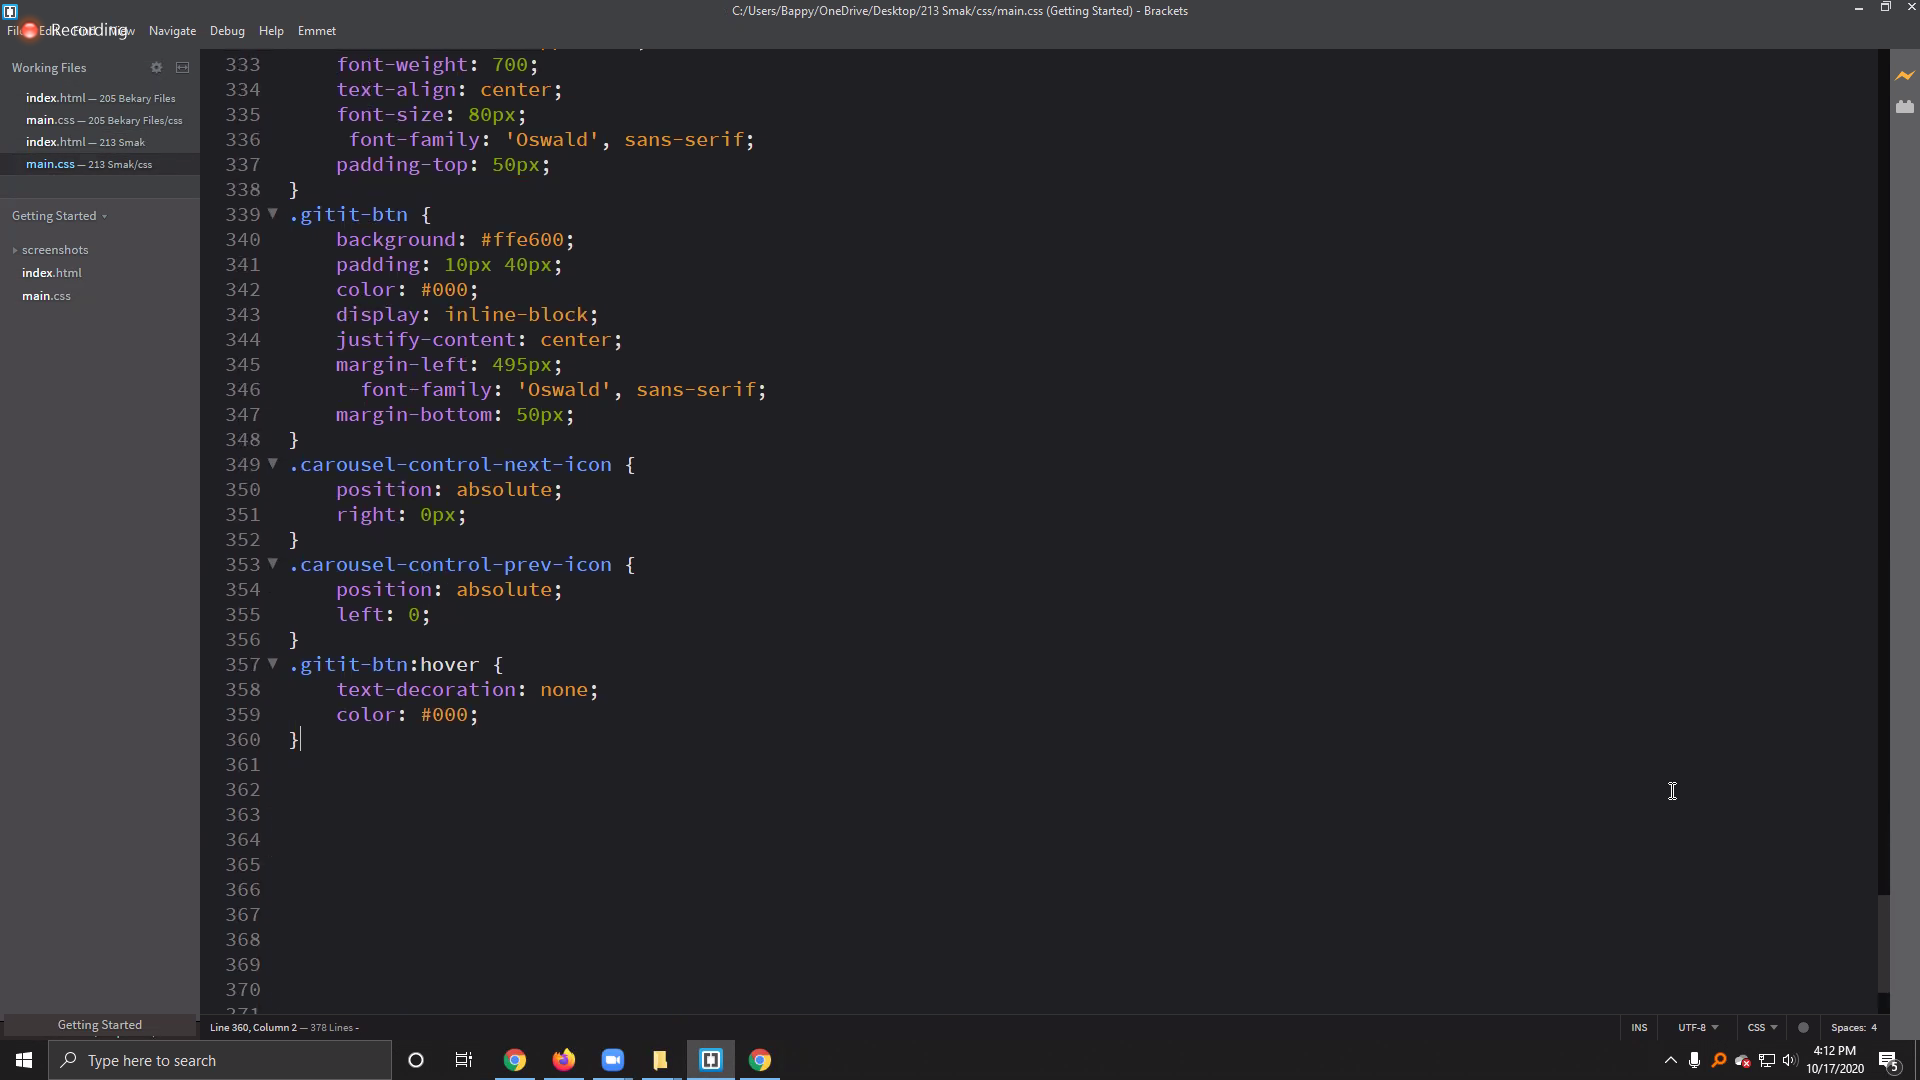 C:/Users/Bappy/OneDrive/Desktop/213 Smak/css/main.css (Getting Started) - Brackets
Recording
Navigate Debug Help Emmet
Working Files
index.html — 205 Bekary Files
main.css — 205 Bekary Files/css
index.html — 213 Smak
main.css — 213 Smak/css
Getting Started
screenshots
index.html
main.css
333 font-weight: 700;
334 text-align: center;
335 font-size: 80px;
336 font-family: 'Oswald', sans-serif;
337 padding-top: 50px;
338 }
339 .gitit-btn {
340 background: #ffe600;
341 padding: 10px 40px;
342 color: #000;
343 display: inline-block;
344 justify-content: center;
345 margin-left: 495px;
346 font-family: 'Oswald', sans-serif;
347 margin-bottom: 50px;
348 }
349 .carousel-control-next-icon {
350 position: absolute;
351 right: 0px;
352 }
353 .carousel-control-prev-icon {
354 position: absolute;
355 left: 0;
356 }
357 .gitit-btn:hover {
358 text-decoration: none;
359 color: #000;
360 }
361
362
363
364
365
366
367
368
369
370
Getting Started
Line 360, Column 2 — 378 Lines -
INS UTF-8 CSS Spaces: 4
Type here to search
4:12 PM
10/17/2020
5